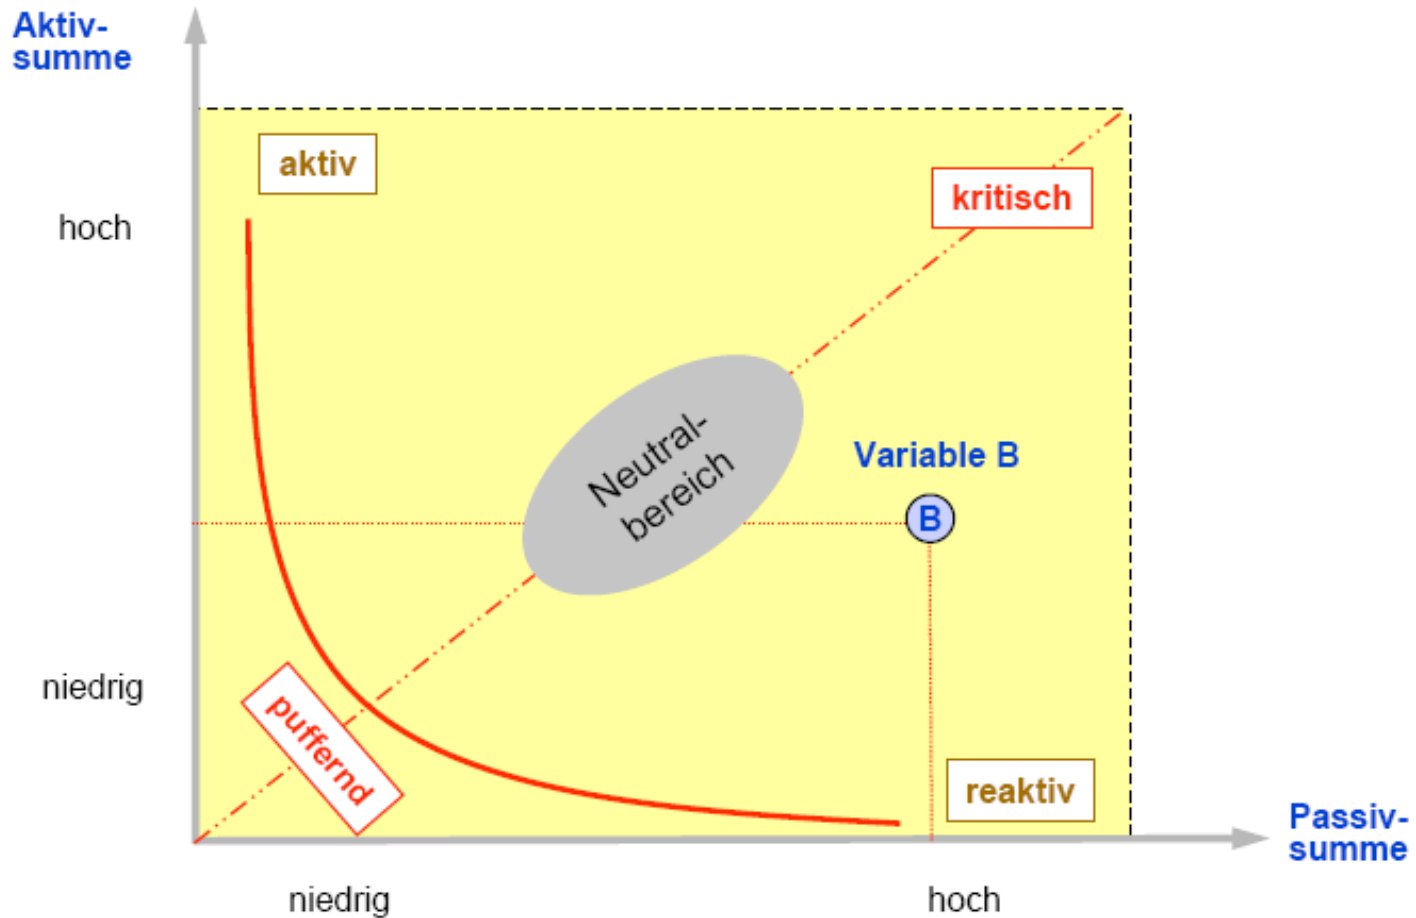 Aktiv-
summe
aktiv
kritisch
hoch
Neutral-
bereich
Variable B
B
niedrig
puffernd
reaktiv
Passiv-
summe
niedrig
hoch